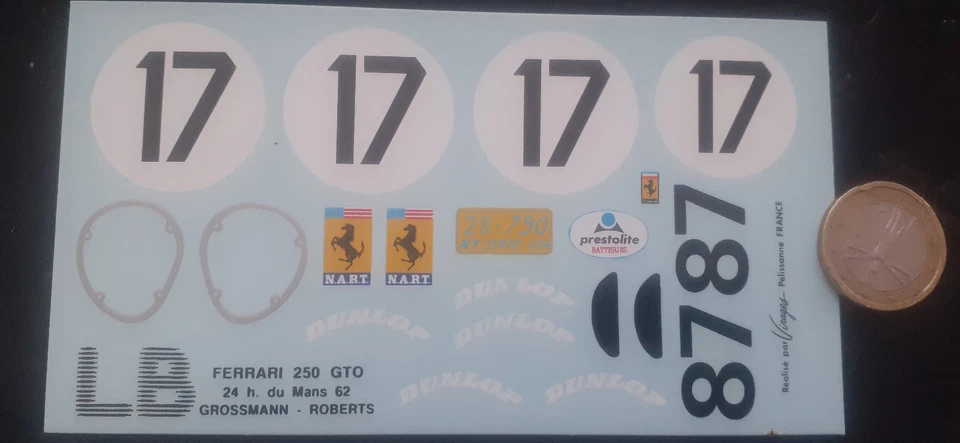 17 17 17 17
N.A.R.T. N.A.R.T.
prestolite
BATTERIES
DUNLOP DUNLOP
DUNLOP
DUNLOP DUNLOP
8787
Réalisé par Virages Pelissanne FRANCE
LB
FERRARI 250 GTO
24 h. du Mans 62
GROSSMANN - ROBERTS